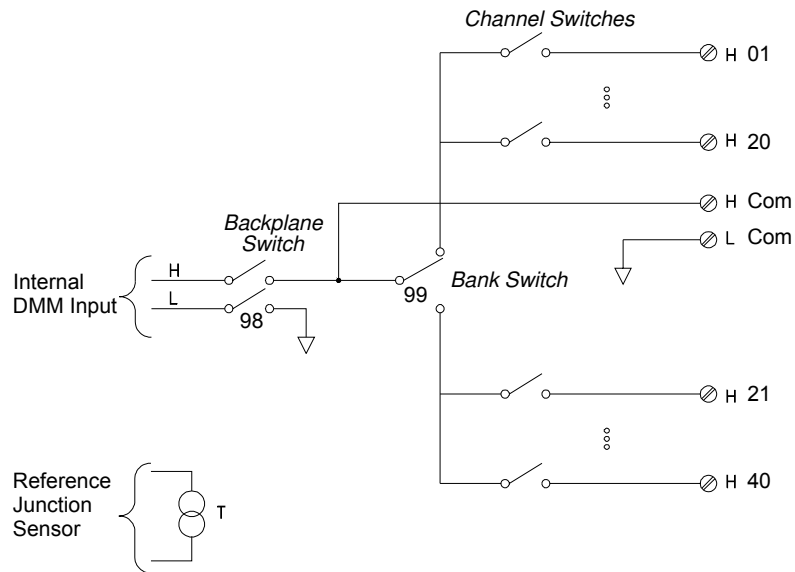 Channel Switches
H 01
H 20
H Com
L Com
Backplane
Switch
Internal
DMM Input
H
L
98
99
Bank Switch
H 21
H 40
Reference
Junction
Sensor
T